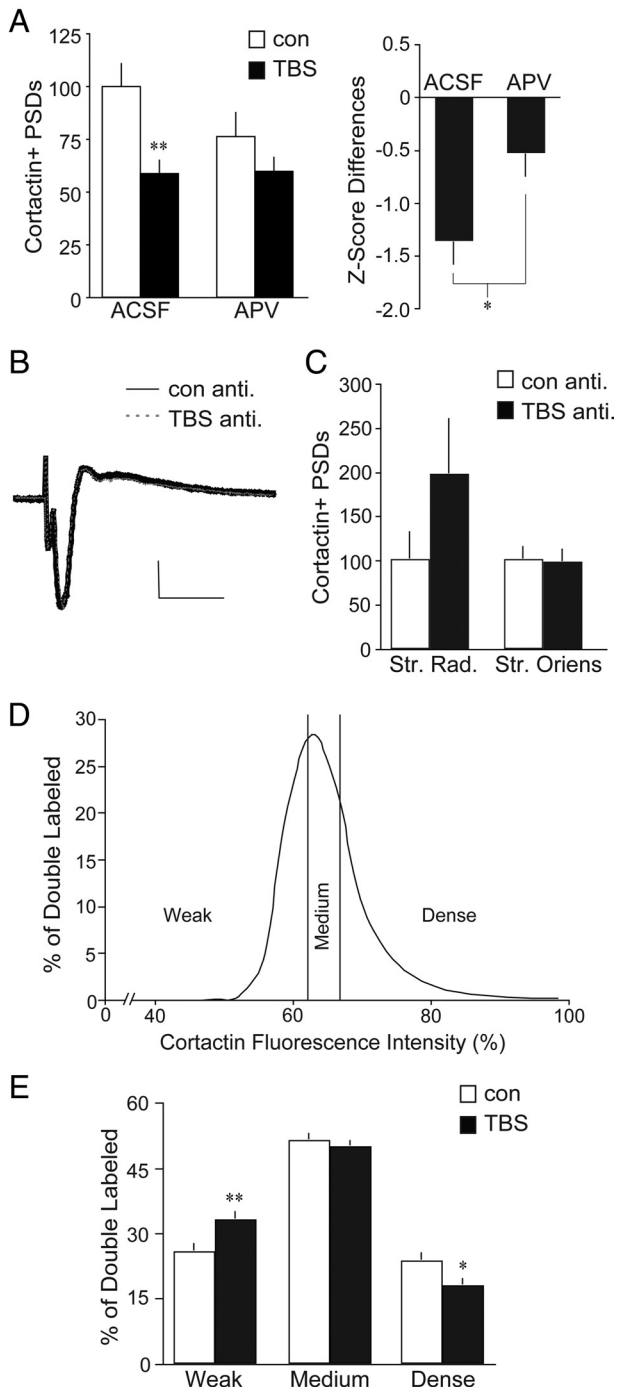 A
125
100
75
50
25
0
Cortactin+ PSDs
con
TBS
**
ACSF
APV
0.5
0
-0.5
-1.0
-1.5
-2.0
Z-Score Differences
ACSF
APV
*
B
con anti.
TBS anti.
C
300
250
200
150
100
50
0
Cortactin+ PSDs
con anti.
TBS anti.
Str. Rad.
Str. Oriens
D
30
25
20
15
10
5
0
% of Double Labeled
Weak
Medium
Dense
0
40
60
80
100
Cortactin Fluorescence Intensity (%)
E
60
45
30
15
0
% of Double Labeled
con
TBS
**
*
Weak
Medium
Dense